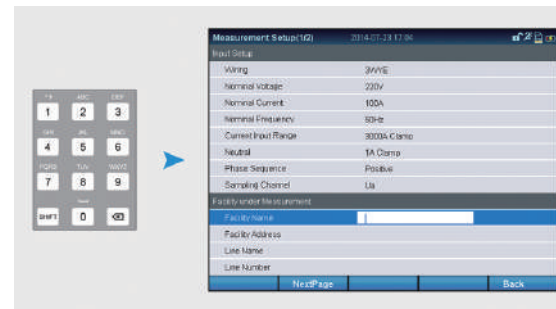 Measurement Setup(1/2) 2014-07-23 17:04
Input Setup
Wiring 3WYE
Nominal Voltage 220V
Nominal Current 100A
Nominal Frequency 50Hz
Current Input Range 3000A Clamp
Neutral 1A Clamp
Phase Sequence Positive
Sampling Channel Ua
Facility under Measurement
Facility Name
Facility Address
Line Name
Line Number
NextPage Back
ABC DEF
1 2 3
GHI JKL MNO
4 5 6
PQRS TUV WXYZ
7 8 9
SHIFT 0